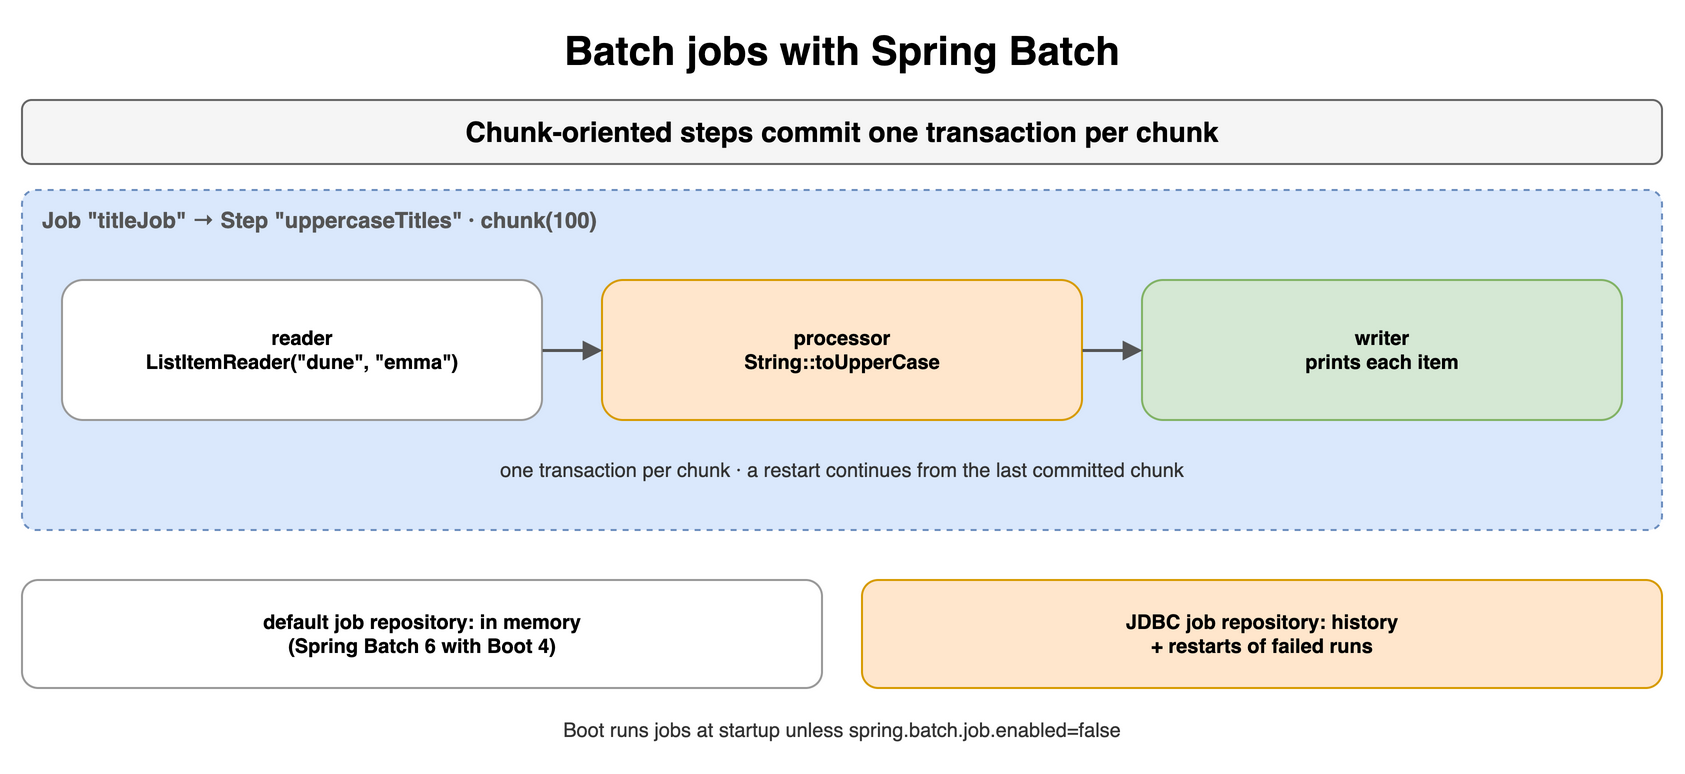 Batch jobs with Spring Batch
Chunk-oriented steps commit one transaction per chunk
Job "titleJob" → Step "uppercaseTitles" · chunk(100)
reader
ListItemReader("dune", "emma")
processor
String::toUpperCase
writer
prints each item
one transaction per chunk · a restart continues from the last committed chunk
default job repository: in memory
(Spring Batch 6 with Boot 4)
JDBC job repository: history
+ restarts of failed runs
Boot runs jobs at startup unless spring.batch.job.enabled=false